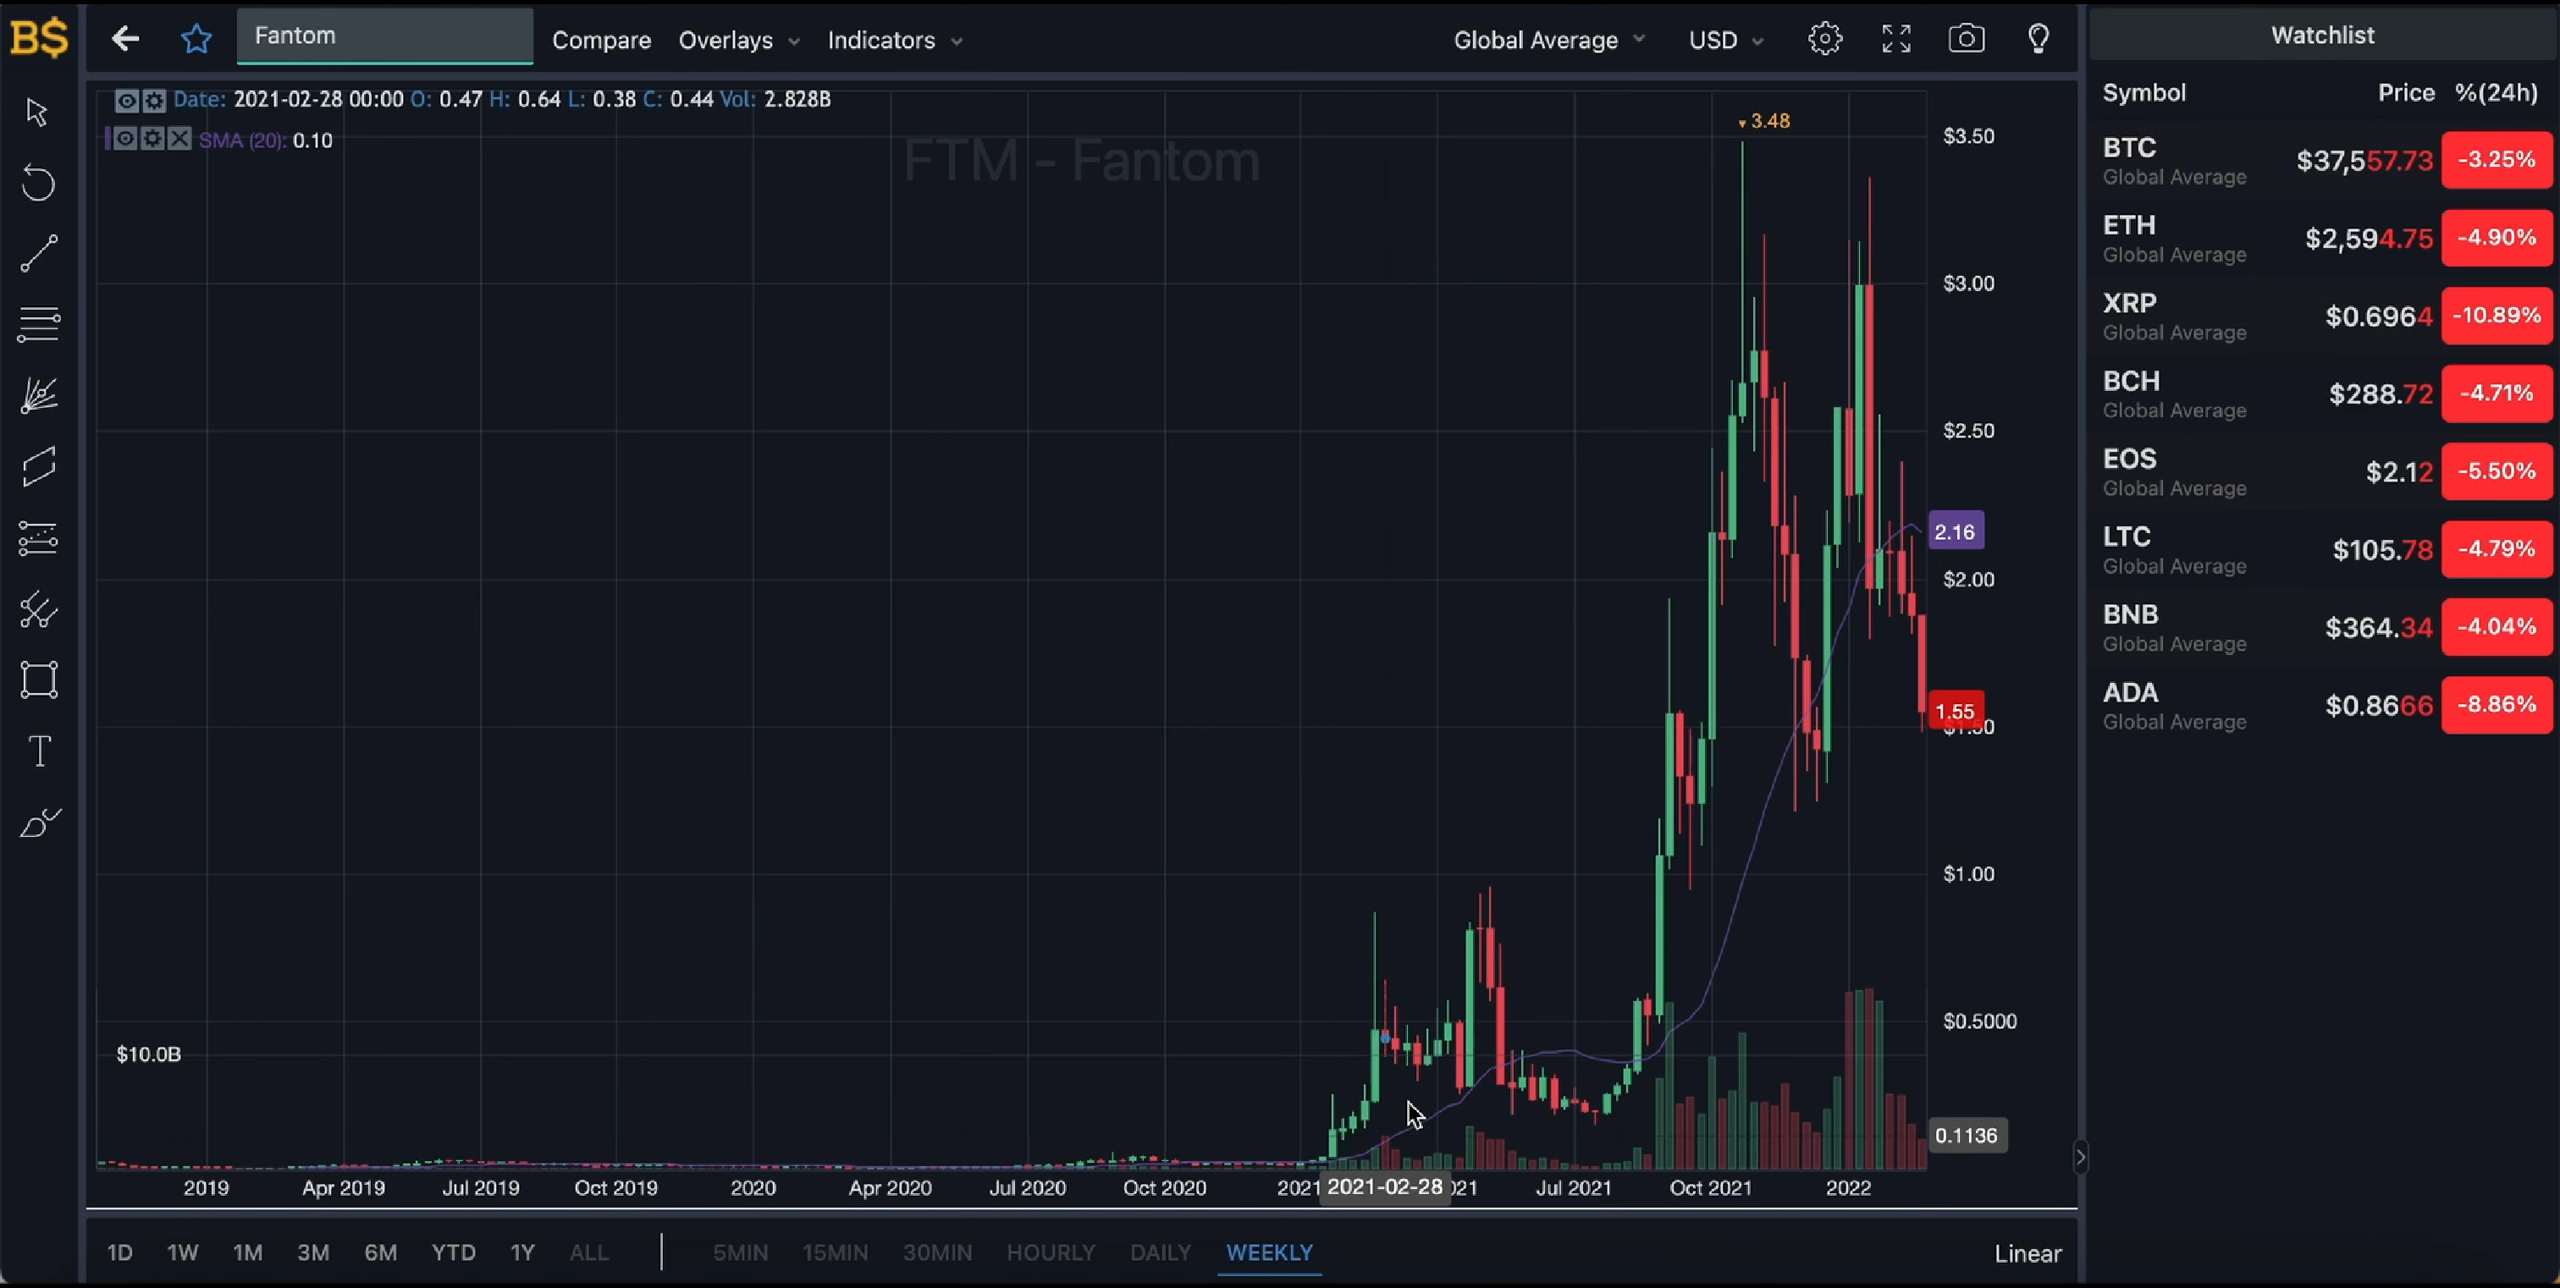 B$
Fantom
Compare Overlays Indicators
Global Average USD
Date: 2021-02-28 00:00 O: 0.47 H: 0.64 L: 0.38 C: 0.44 Vol: 2.828B
SMA (20): 0.10
FTM - Fantom
3.48
$3.50
$3.00
$2.50
2.16
$2.00
1.55
$1.50
$1.00
$0.5000
$10.0B
0.1136
2019 Apr 2019 Jul 2019 Oct 2019 2020 Apr 2020 Jul 2020 Oct 2020 2021 2021-02-28 021 Jul 2021 Oct 2021 2022
1D 1W 1M 3M 6M YTD 1Y ALL 5MIN 15MIN 30MIN HOURLY DAILY WEEKLY Linear
Watchlist
Symbol Price %(24h)
BTC $37,557.73 -3.25%
Global Average
ETH $2,594.75 -4.90%
Global Average
XRP $0.6964 -10.89%
Global Average
BCH $288.72 -4.71%
Global Average
EOS $2.12 -5.50%
Global Average
LTC $105.78 -4.79%
Global Average
BNB $364.34 -4.04%
Global Average
ADA $0.8666 -8.86%
Global Average